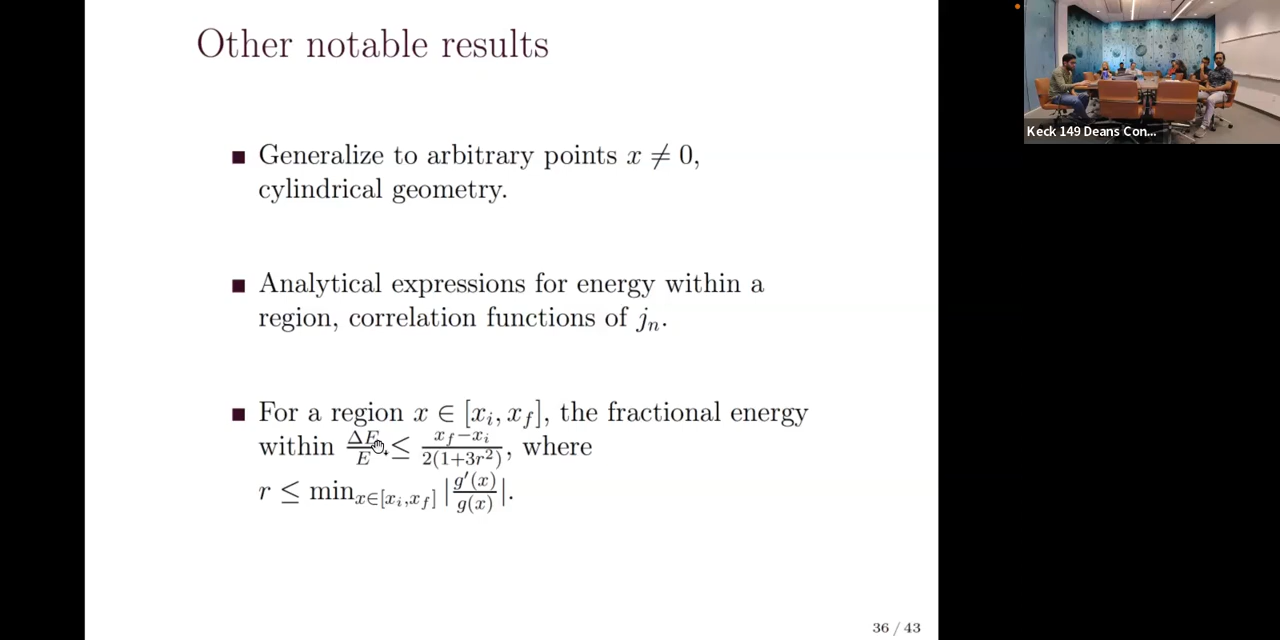 Other notable results
Generalize to arbitrary points x ≠ 0,
cylindrical geometry.
Analytical expressions for energy within a
region, correlation functions of jₙ.
For a region x ∈ [xᵢ, x_f], the fractional energy
within ΔE/E ≤ (x_f−xᵢ)/(2(1+3r²)), where
r ≤ min_{x∈[xᵢ,x_f]} |g′(x)/g(x)|.
36 / 43
Keck 149 Deans Con...